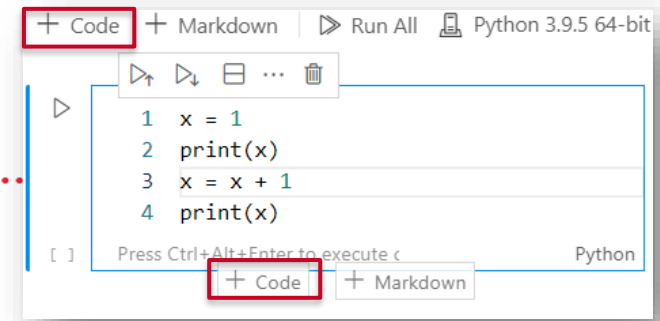 + Code + Markdown Run All Python 3.9.5 64-bit
...
1 x = 1
2 print(x)
3 x = x + 1
4 print(x)
[ ] Press Ctrl+Alt+Enter to execute c Python
+ Code + Markdown